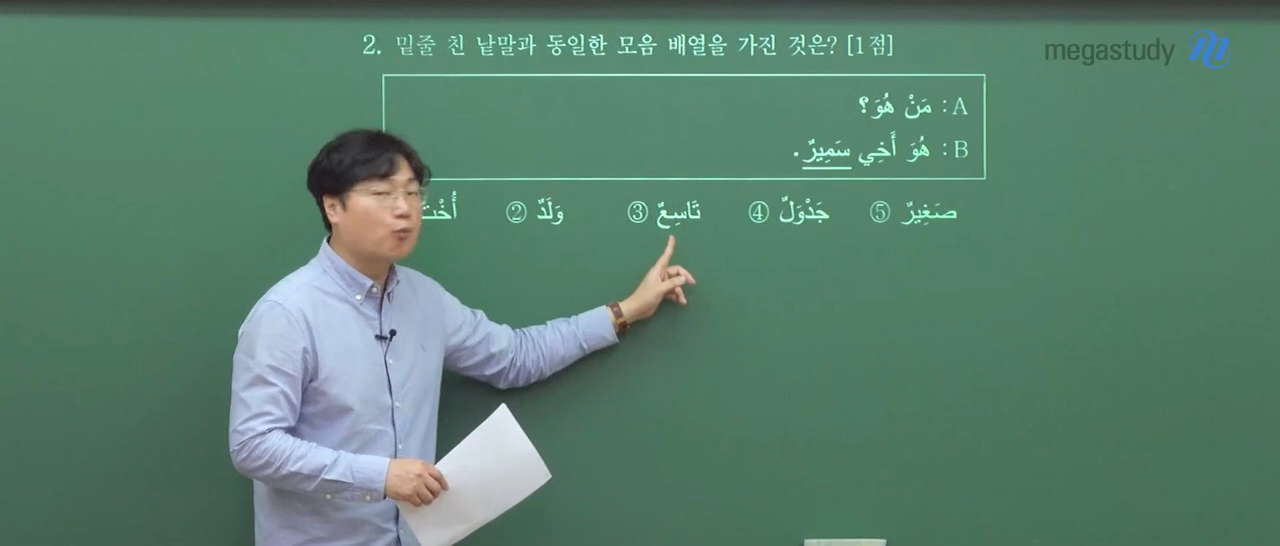 2. 밑줄 친 낱말과 동일한 모음 배열을 가진 것은? [1점]
megastudy
A : مَنْ هُوَ؟
B : هُوَ أَخِي سَمِيرٌ.
② وَلَدٌ ③ تَاسِعٌ ④ جَدْوَلٌ ⑤ صَغِيرٌ